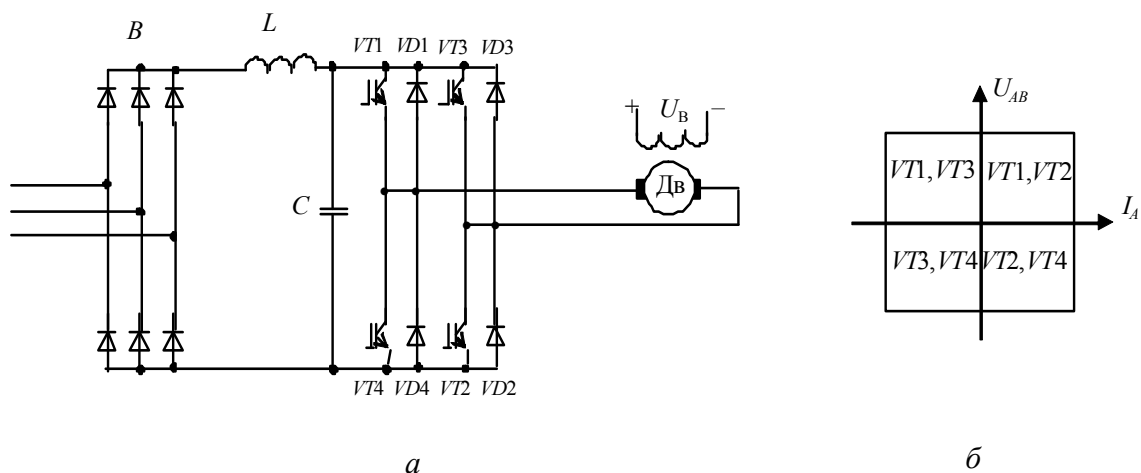 B L VT1 VD1 VT3 VD3
+ U_В –
Дв
C
VT4 VD4 VT2 VD2
а
U_AB
VT1, VT3 VT1, VT2
I_A
VT3, VT4 VT2, VT4
б